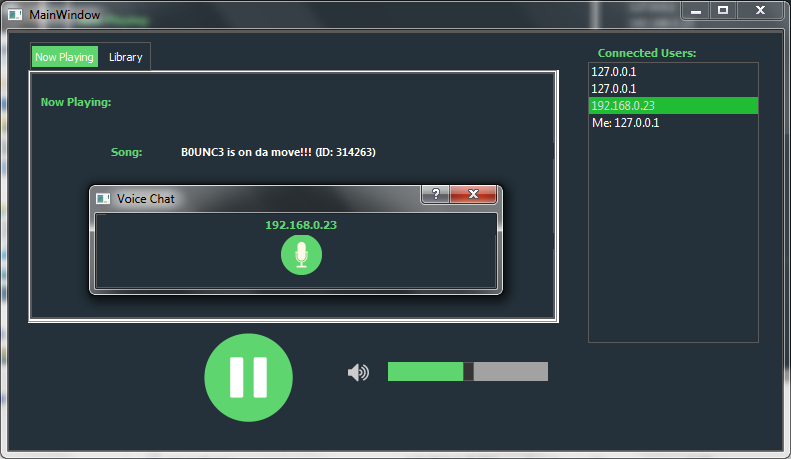 MainWindow
Now Playing
Library
Connected Users:
127.0.0.1
127.0.0.1
192.168.0.23
Me: 127.0.0.1
Now Playing:
Song: B0UNC3 is on da move!!! (ID: 314263)
Voice Chat
?
192.168.0.23